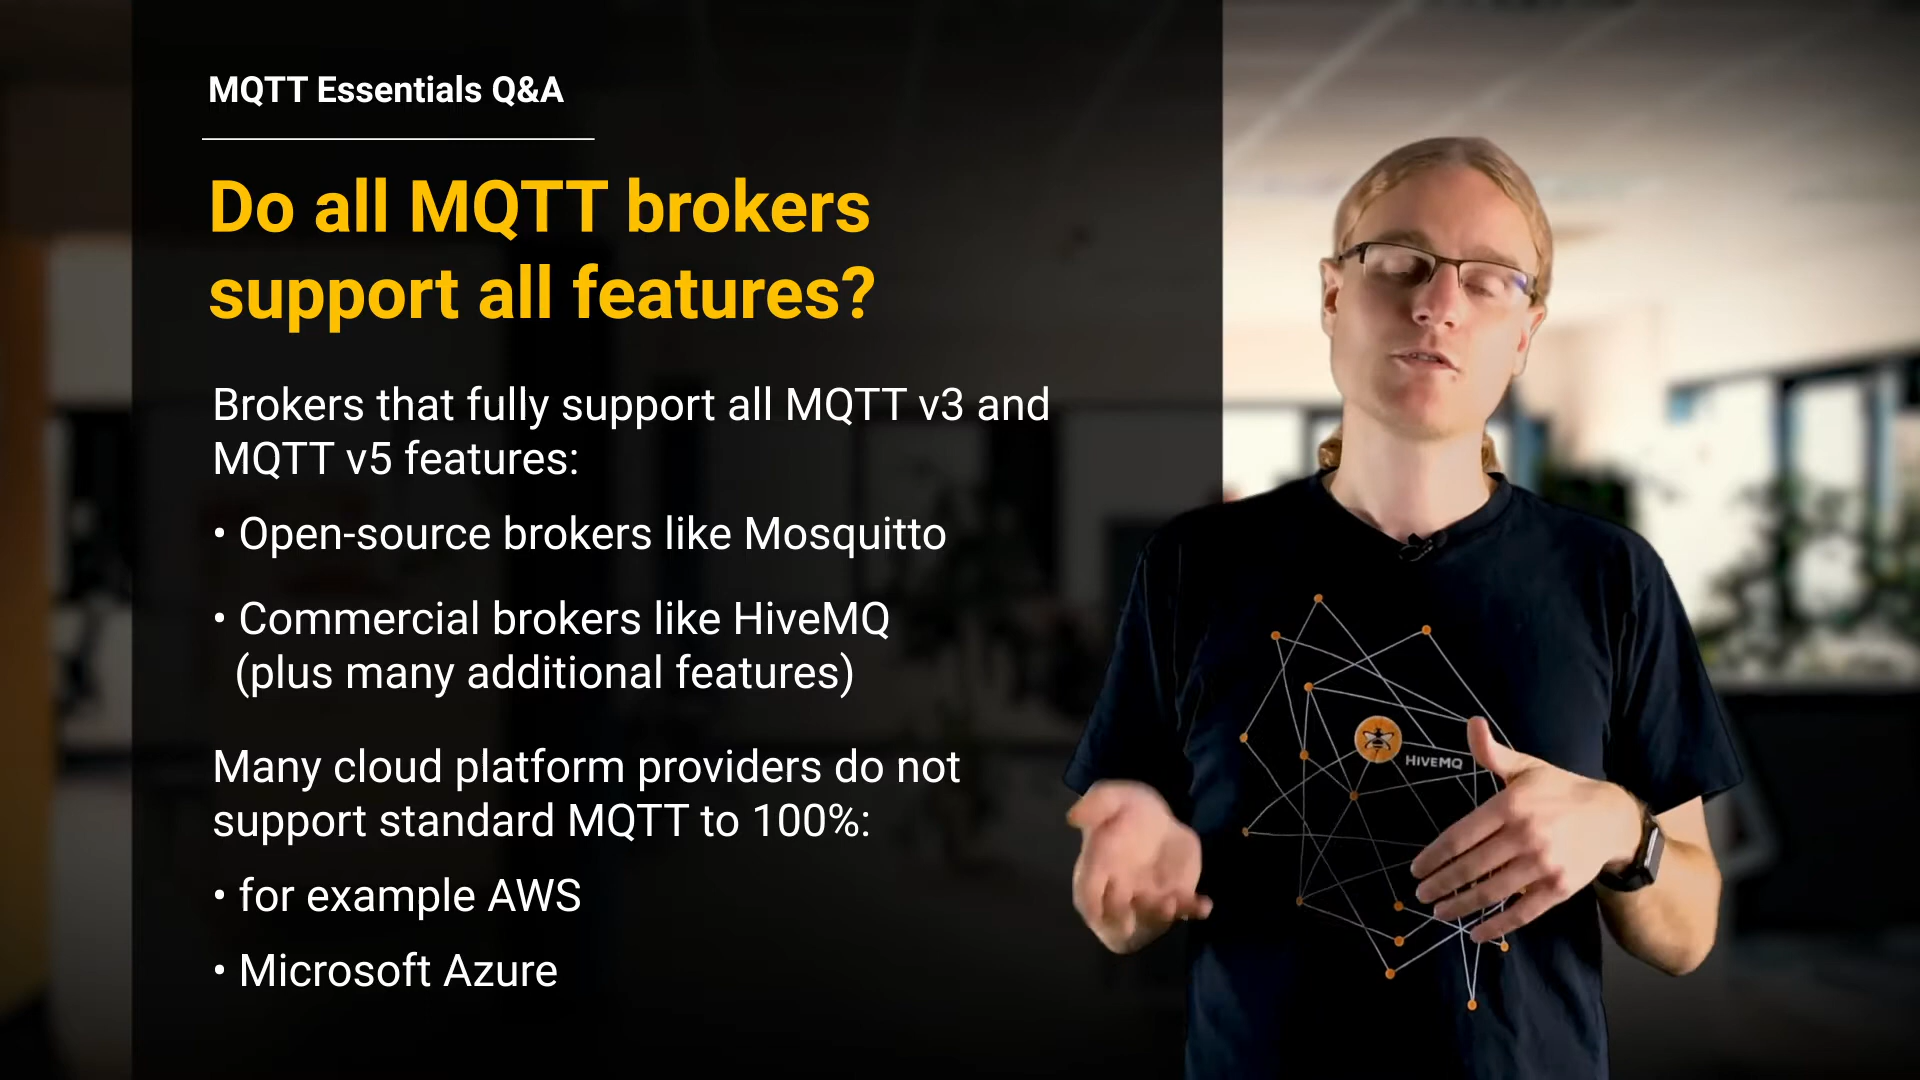 MQTT Essentials Q&A
Do all MQTT brokers
support all features?
Brokers that fully support all MQTT v3 and
MQTT v5 features:
• Open-source brokers like Mosquitto
• Commercial brokers like HiveMQ
(plus many additional features)
Many cloud platform providers do not
support standard MQTT to 100%:
• for example AWS
• Microsoft Azure
HIVEMQ